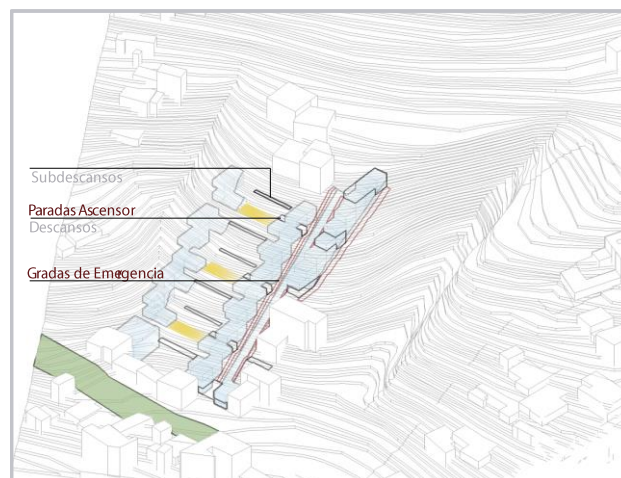 Subdescansos
Paradas Ascensor
Descansos
Gradas de Emegencia